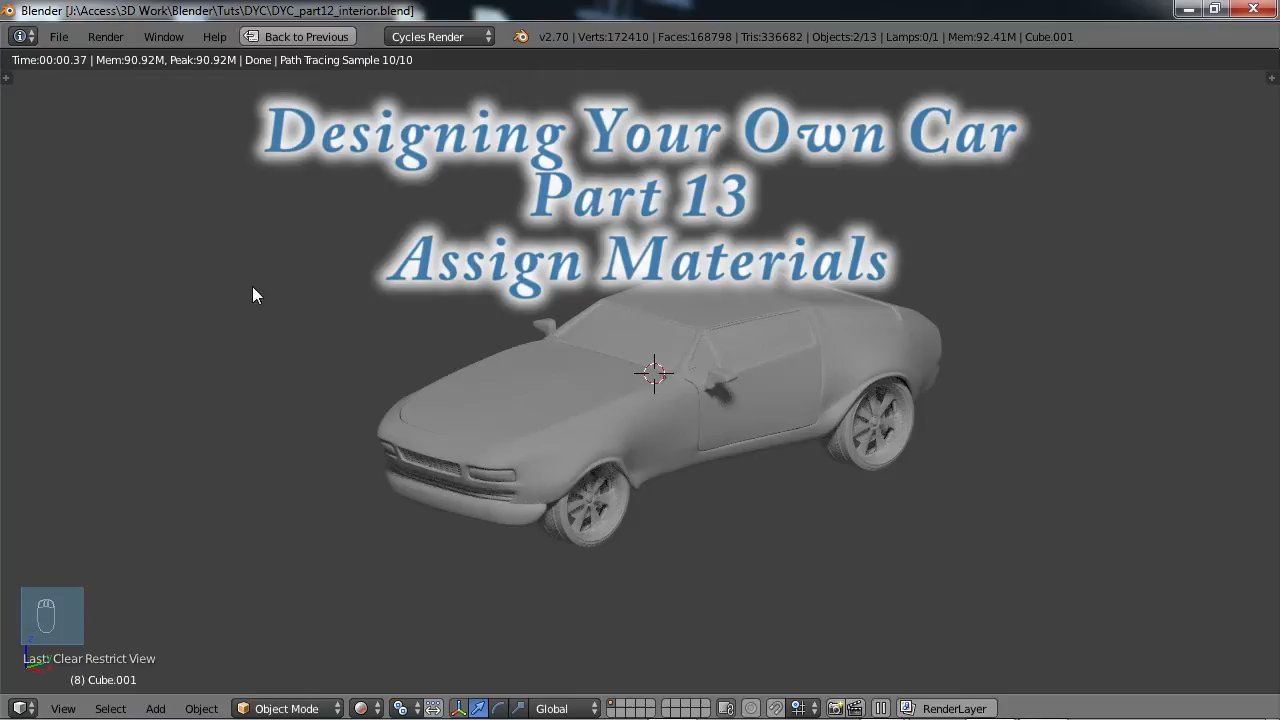 Blender [J:\Access\3D Work\Blender\Tuts\DYC\DYC_part12_interior.blend]
File Render Window Help Back to Previous Cycles Render v2.70 | Verts:172410 | Faces:168798 | Tris:336682 | Objects:2/13 | Lamps:0/1 | Mem:92.41M | Cube.001
Time:00:00.37 | Mem:90.92M, Peak:90.92M | Done | Path Tracing Sample 10/10
Designing Your Own Car
Part 13
Assign Materials
Last: Clear Restrict View
(8) Cube.001
View Select Add Object Object Mode Global RenderLayer